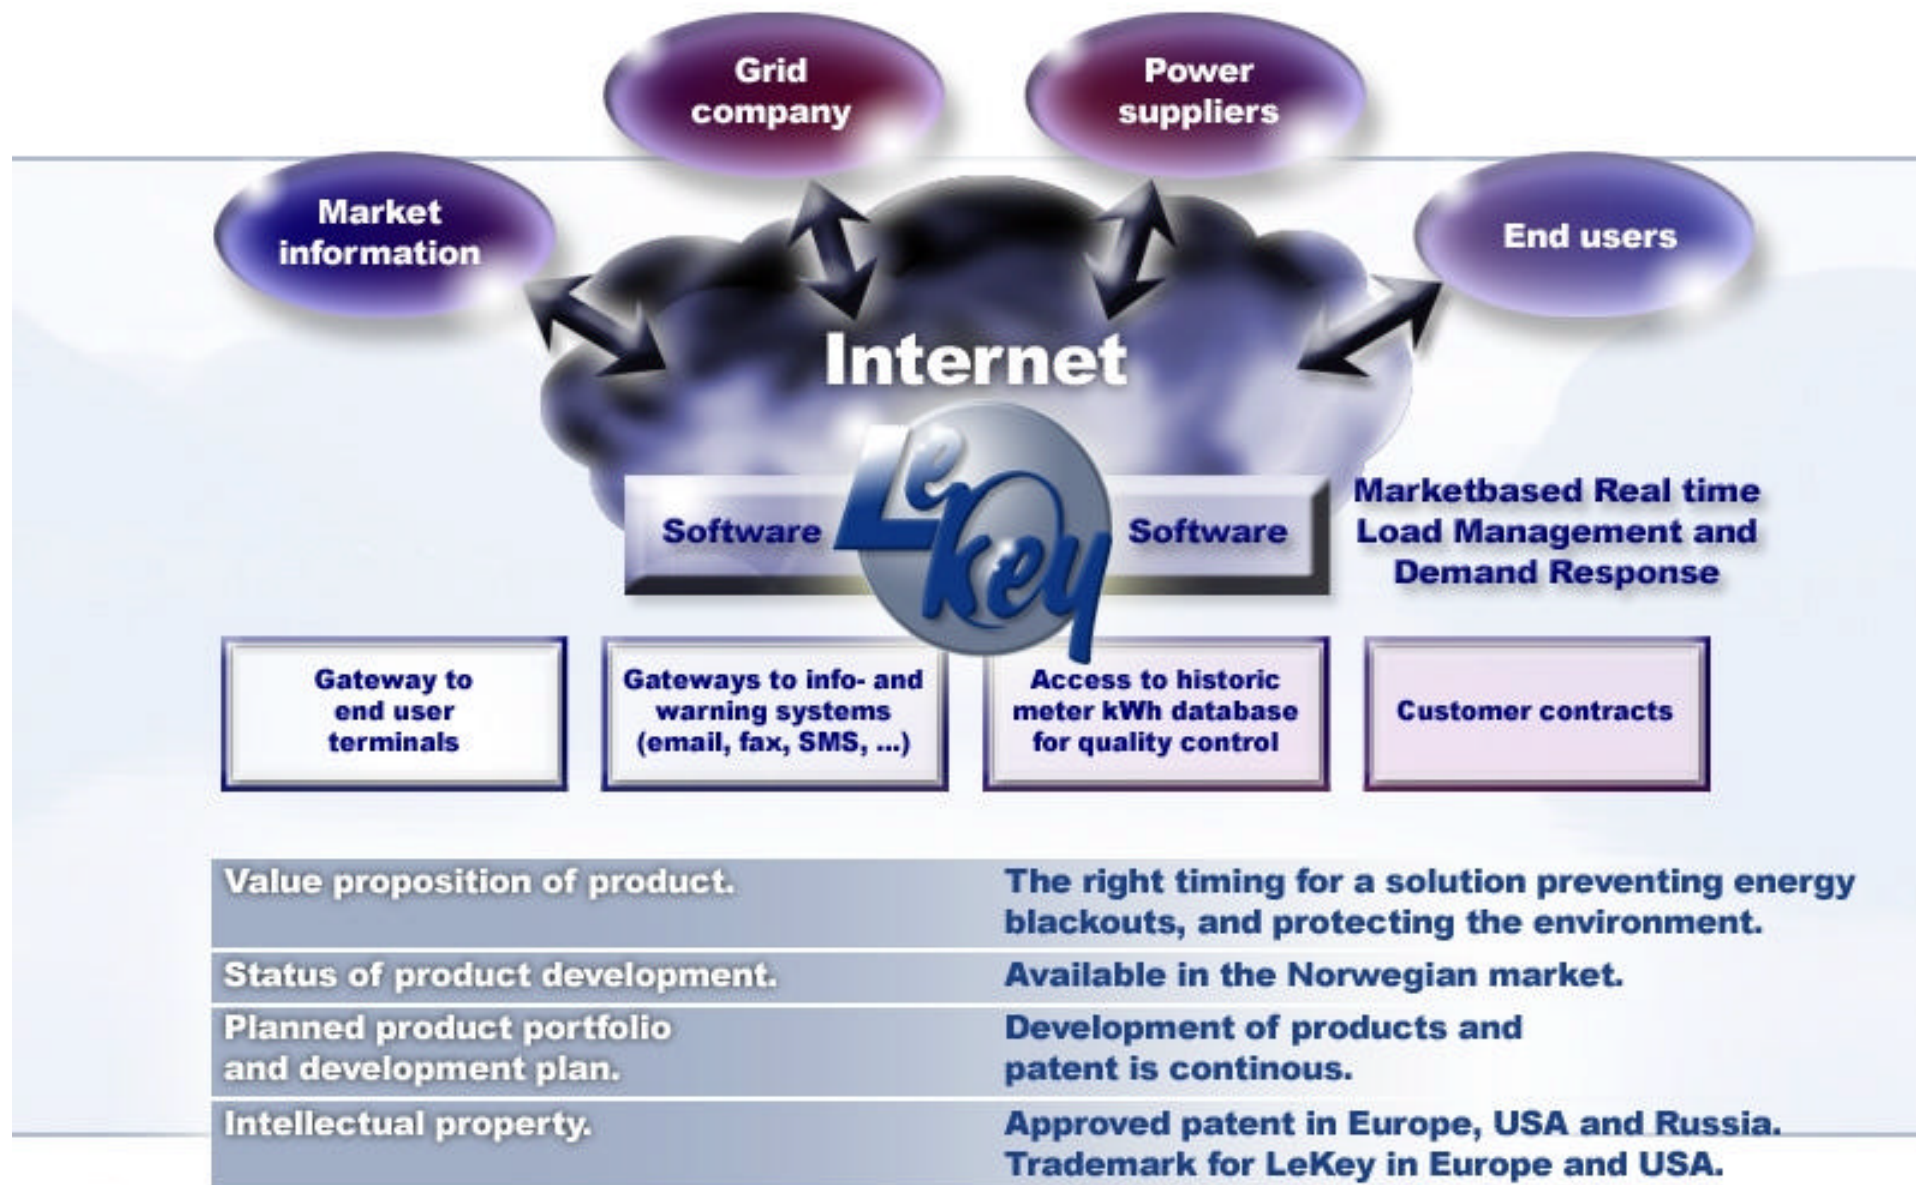 Grid
company
Power
suppliers
Market
information
End users
Internet
Le
Key
Software
Software
Marketbased Real time
Load Management and
Demand Response
Gateway to
end user
terminals
Gateways to info- and
warning systems
(email, fax, SMS, ...)
Access to historic
meter kWh database
for quality control
Customer contracts
Value proposition of product.
The right timing for a solution preventing energy
blackouts, and protecting the environment.
Status of product development.
Available in the Norwegian market.
Planned product portfolio
and development plan.
Development of products and
patent is continous.
Intellectual property.
Approved patent in Europe, USA and Russia.
Trademark for LeKey in Europe and USA.